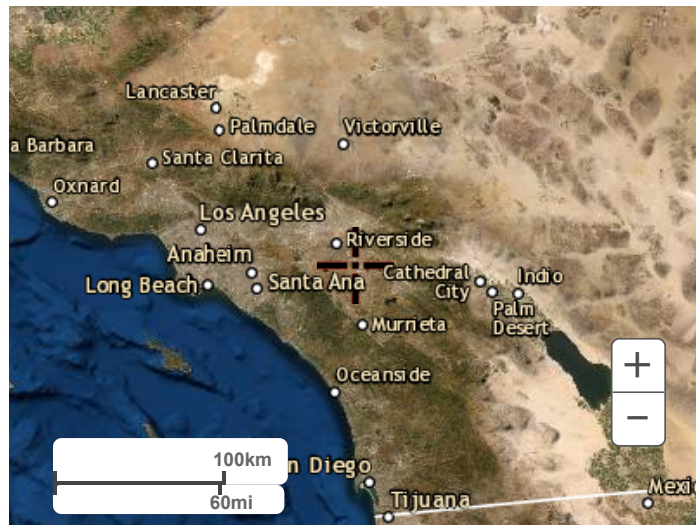 Lancaster
Palmdale
Victorville
a Barbara
Santa Clarita
Oxnard
Los Angeles
Riverside
Anaheim
Cathedral
City
Indio
Long Beach
Santa Ana
Palm
Desert
Murrieta
+
Oceanside
−
100km
n Diego
60mi
Tijuana
Mexi